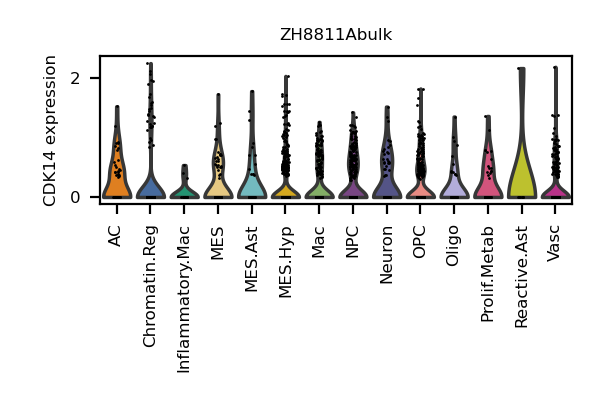 ZH8811Abulk
CDK14 expression
2
0
AC
Chromatin.Reg
Inflammatory.Mac
MES
MES.Ast
MES.Hyp
Mac
NPC
Neuron
OPC
Oligo
Prolif.Metab
Reactive.Ast
Vasc